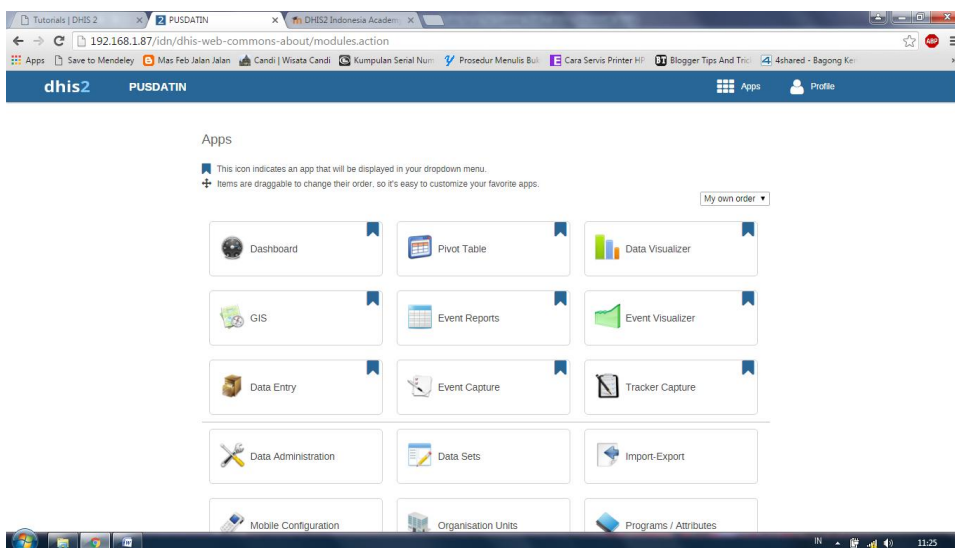 Tutorials | DHIS 2
PUSDATIN
DHIS2 Indonesia Academ
192.168.1.87/idn/dhis-web-commons-about/modules.action
Apps Save to Mendeley Mas Feb Jalan Jalan Candi | Wisata Candi Kumpulan Serial Num Prosedur Menulis Bu Cara Servis Printer HP Blogger Tips And Tric 4shared - Bagong Ke
dhis2 PUSDATIN Apps Profile
Apps
This icon indicates an app that will be displayed in your dropdown menu.
Items are draggable to change their order, so it's easy to customize your favorite apps.
My own order
Dashboard
Pivot Table
Data Visualizer
GIS
Event Reports
Event Visualizer
Data Entry
Event Capture
Tracker Capture
Data Administration
Data Sets
Import-Export
Mobile Configuration
Organisation Units
Programs / Attributes
IN 11:25